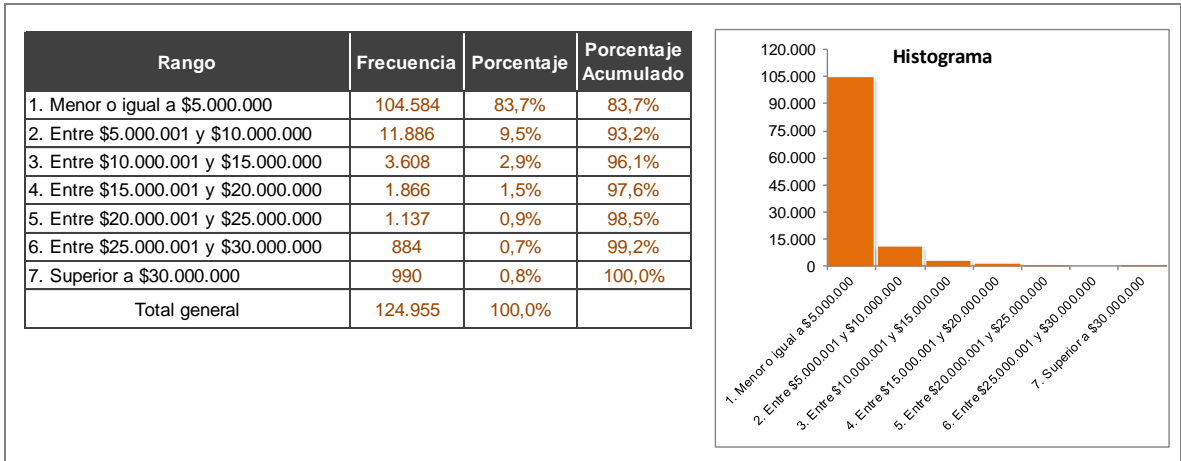 Rango Frecuencia Porcentaje Porcentaje Acumulado
1. Menor o igual a $5.000.000 104.584 83,7% 83,7%
2. Entre $5.000.001 y $10.000.000 11.886 9,5% 93,2%
3. Entre $10.000.001 y $15.000.000 3.608 2,9% 96,1%
4. Entre $15.000.001 y $20.000.000 1.866 1,5% 97,6%
5. Entre $20.000.001 y $25.000.000 1.137 0,9% 98,5%
6. Entre $25.000.001 y $30.000.000 884 0,7% 99,2%
7. Superior a $30.000.000 990 0,8% 100,0%
Total general 124.955 100,0%
Histograma
120.000
105.000
90.000
75.000
60.000
45.000
30.000
15.000
0
1. Menor o igual a $5.000.000
2. Entre $5.000.001 y $10.000.000
3. Entre $10.000.001 y $15.000.000
4. Entre $15.000.001 y $20.000.000
5. Entre $20.000.001 y $25.000.000
6. Entre $25.000.001 y $30.000.000
7. Superior a $30.000.000